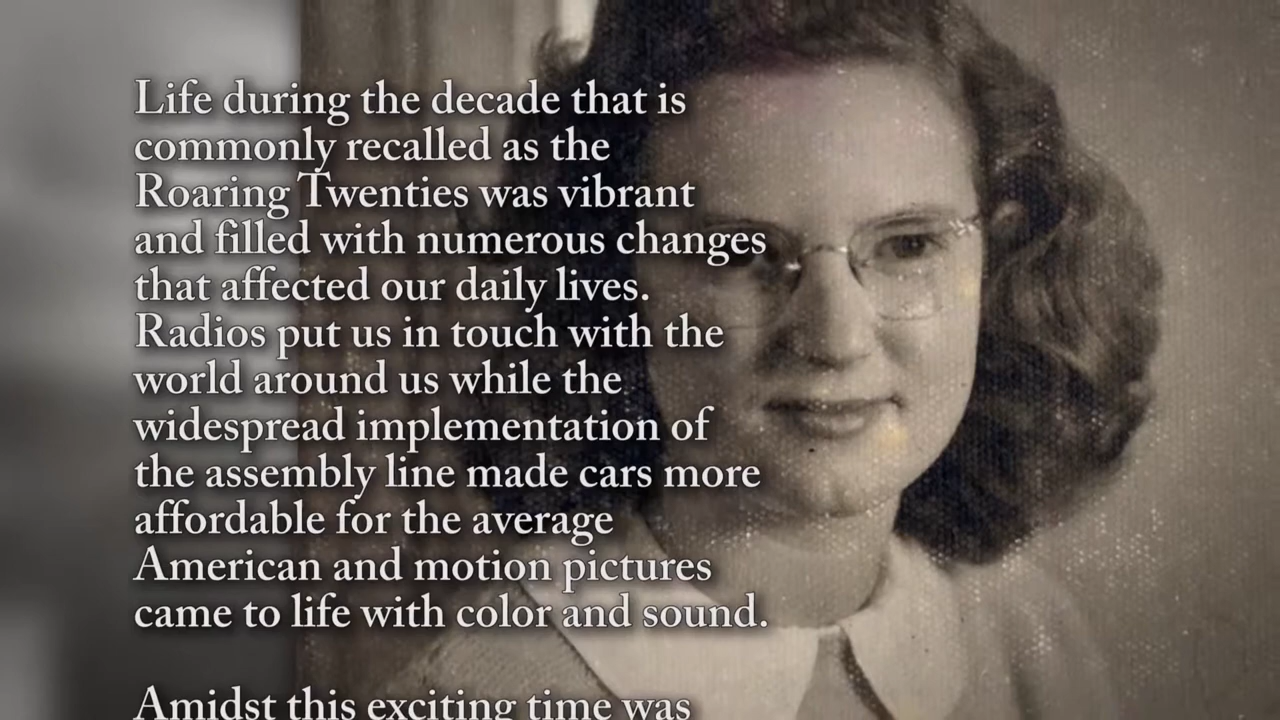 Life during the decade that is
commonly recalled as the
Roaring Twenties was vibrant
and filled with numerous changes
that affected our daily lives.
Radios put us in touch with the
world around us while the
widespread implementation of
the assembly line made cars more
affordable for the average
American and motion pictures
came to life with color and sound.
Amidst this exciting time was